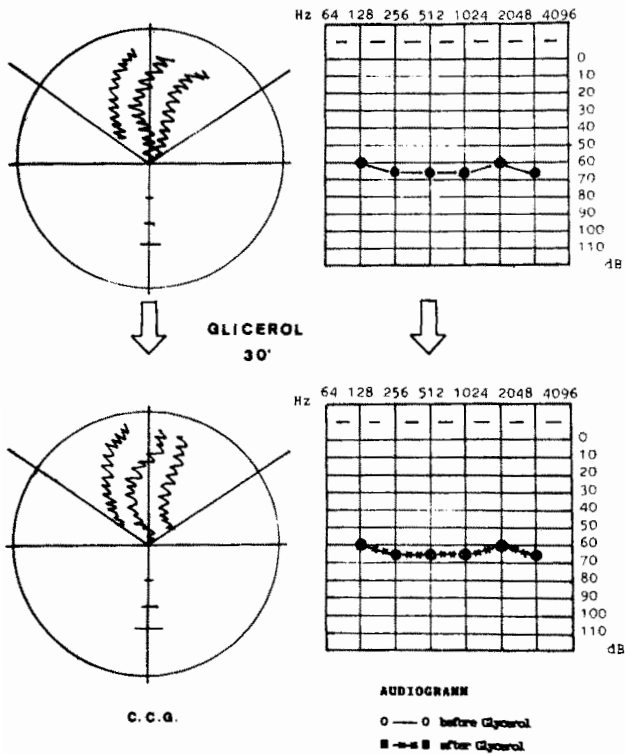 Hz 64 128 256 512 1024 2048 4096
0
10
20
30
40
50
60
70
80
90
100
110
dB
GLICEROL
30'
Hz 64 128 256 512 1024 2048 4096
0
10
20
30
40
50
60
70
80
90
100
110
dB
C.C.G.
AUDIOGRAMM
O — O before Glycerol
■ -*-* ■ after Glycerol